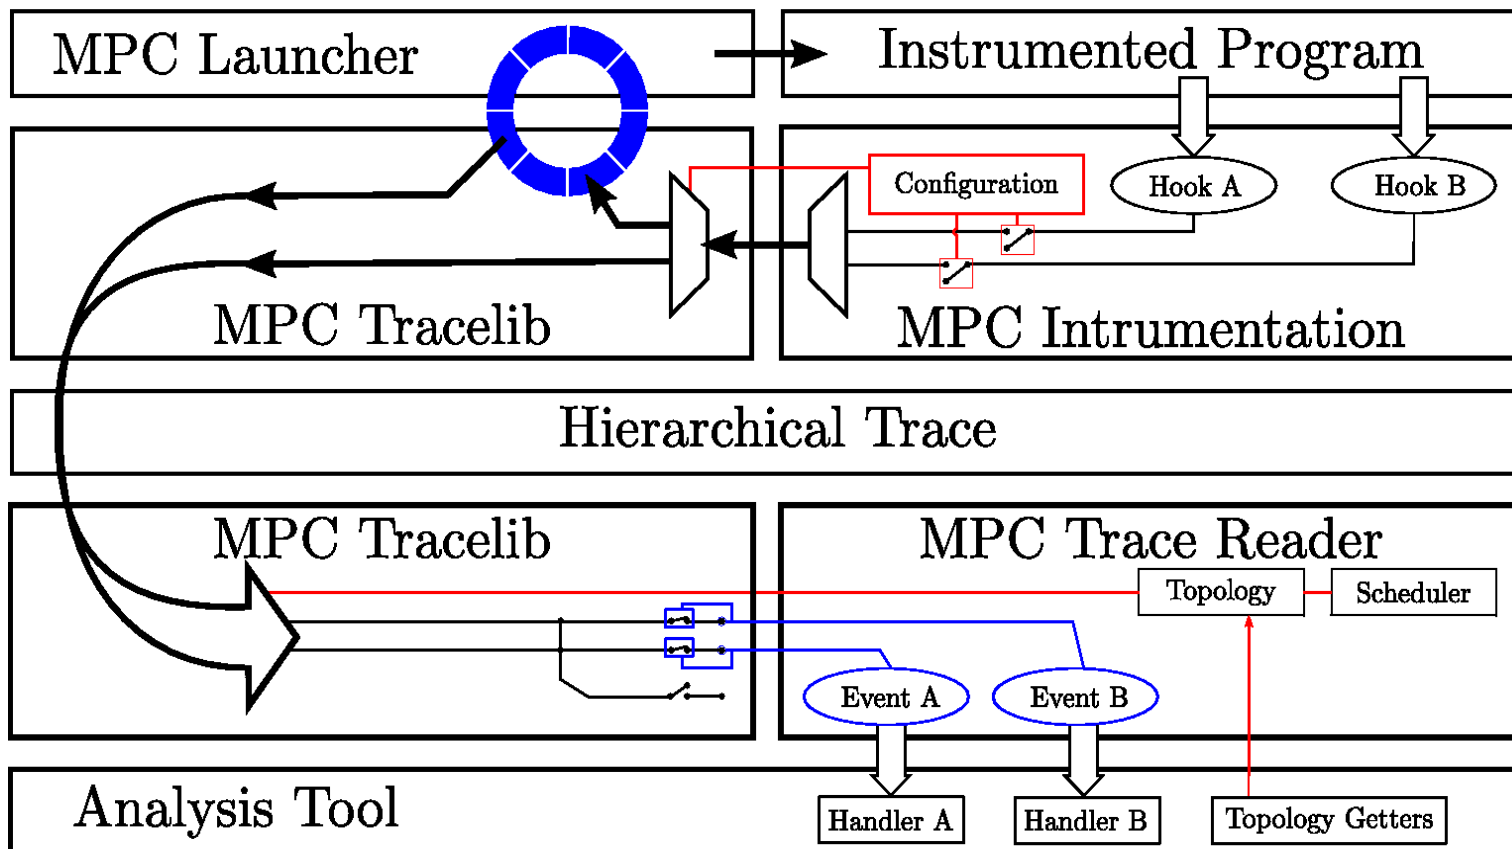 MPC Launcher
Instrumented Program
Configuration
Hook A
Hook B
MPC Tracelib
MPC Intrumentation
Hierarchical Trace
MPC Tracelib
MPC Trace Reader
Topology
Scheduler
Event A
Event B
Analysis Tool
Handler A
Handler B
Topology Getters